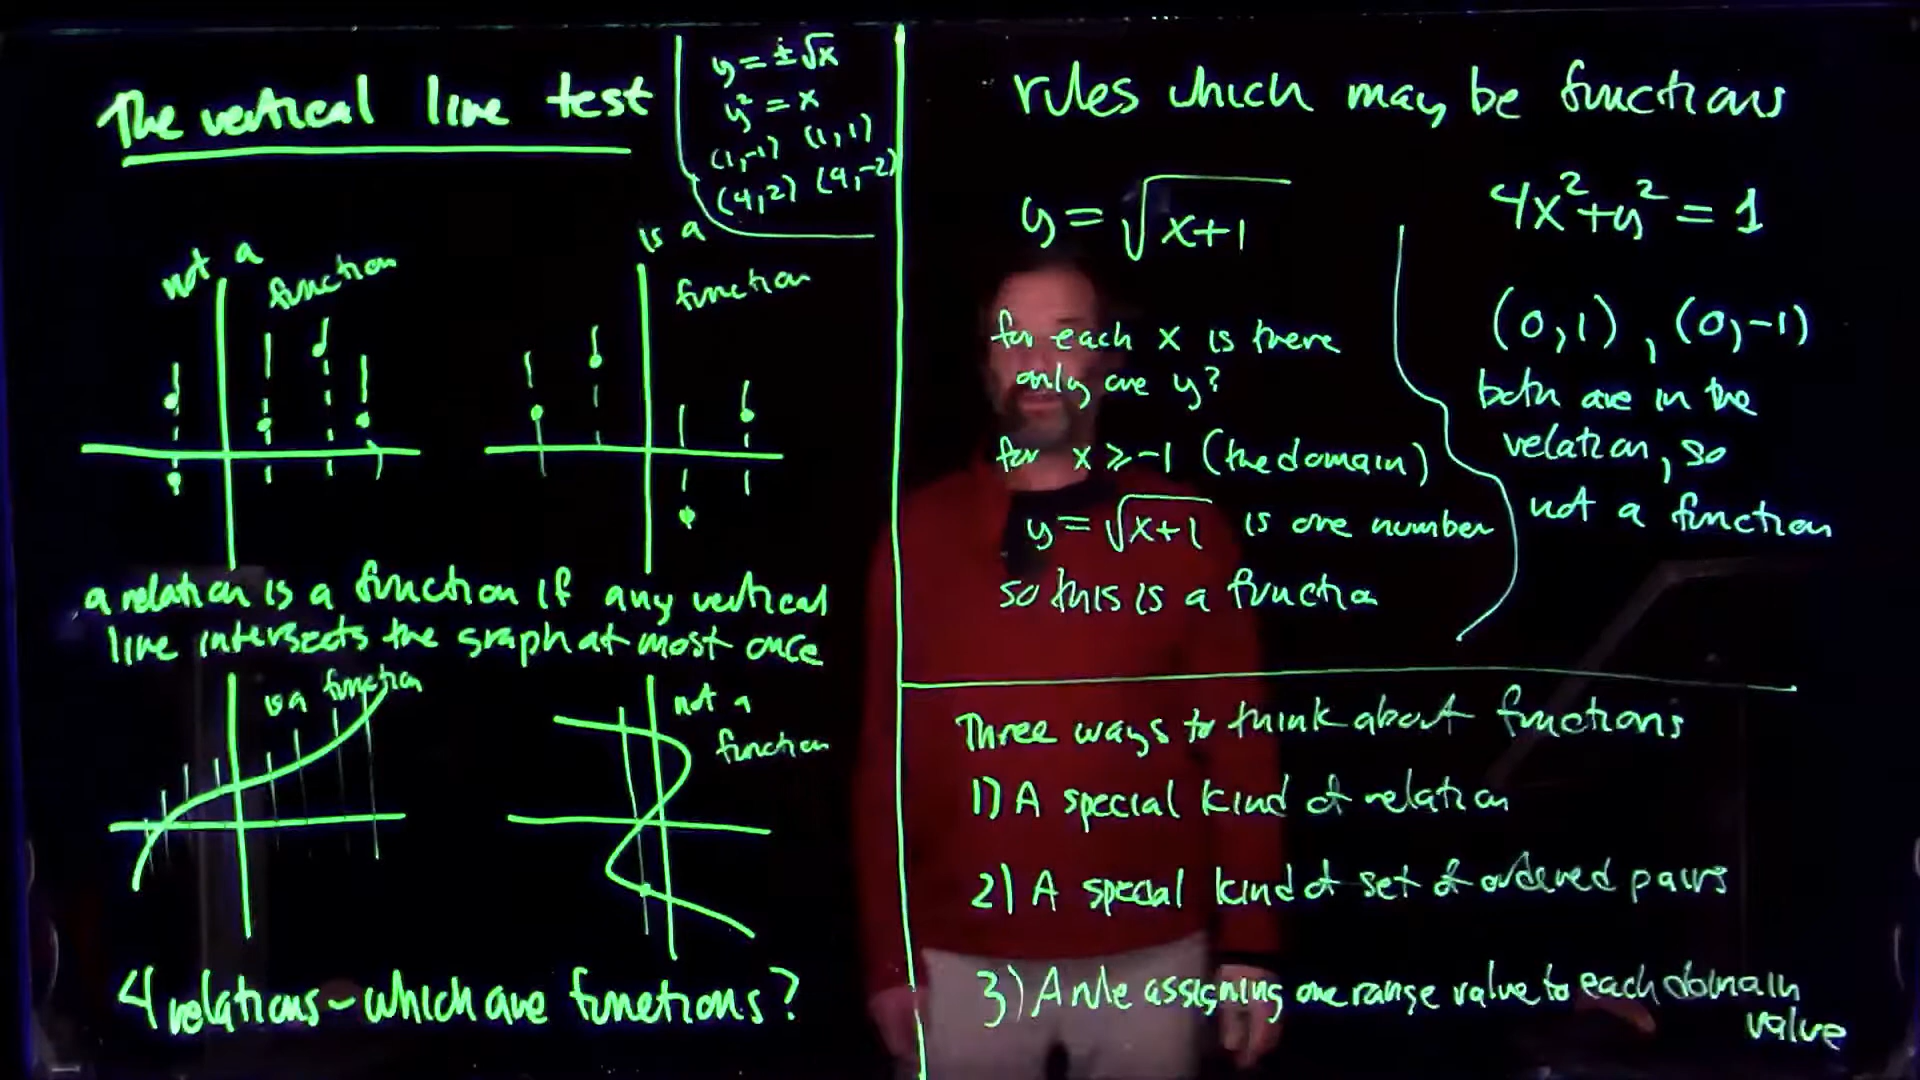 The vertical line test
y = ±√x
y² = x
(1,-1) (1,1)
(4,2) (4,-2)
not a function
is a function
a relation is a function if any vertical
line intersects the graph at most once
is a function
not a
function
4 relations - which are functions?
rules which may be functions
y = √x+1
for each x is there
only one y?
for x ≥ -1 (the domain)
y = √x+1 is one number
so this is a function
4x² + y² = 1
(0,1), (0,-1)
both are in the
relation, so
not a function
Three ways to think about functions
1) A special kind of relation
2) A special kind of set of ordered pairs
3) A rule assigning one range value to each domain
value